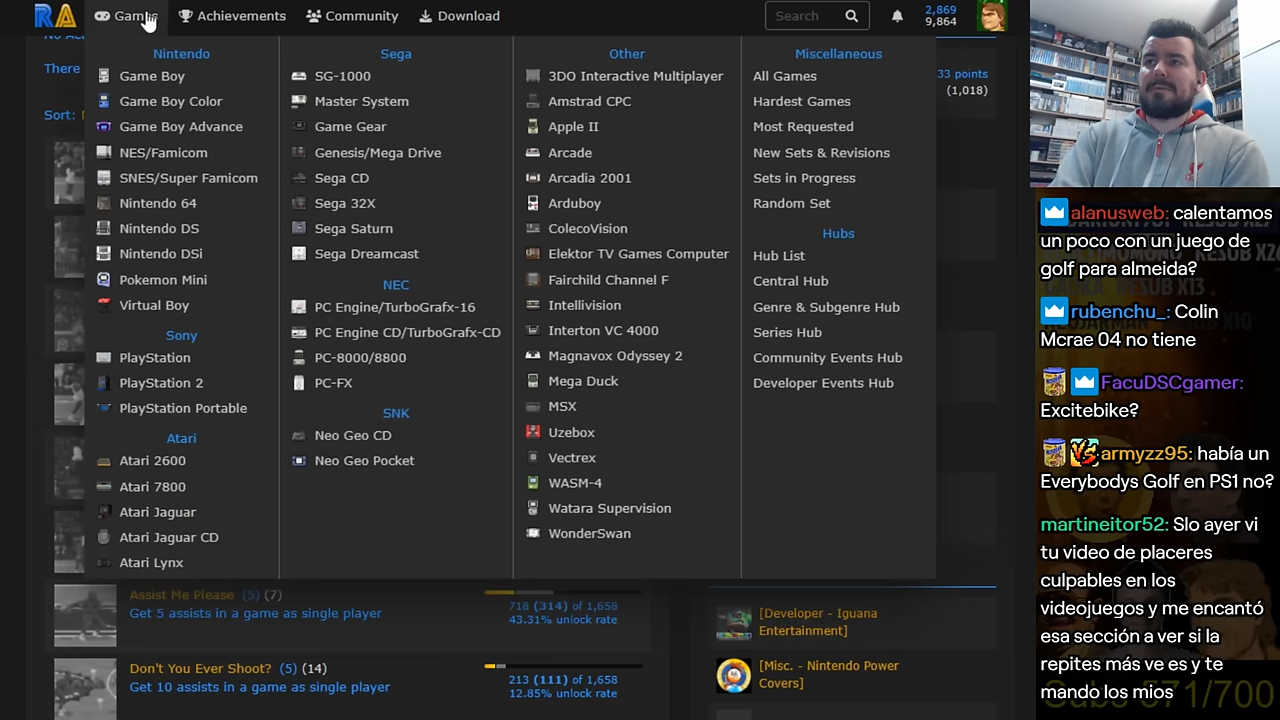 RA
Games
Achievements
Community
Download
Search
2,869
9,864
There
Sort:
33 points
(1,018)
Nintendo
Game Boy
Game Boy Color
Game Boy Advance
NES/Famicom
SNES/Super Famicom
Nintendo 64
Nintendo DS
Nintendo DSi
Pokemon Mini
Virtual Boy
Sony
PlayStation
PlayStation 2
PlayStation Portable
Atari
Atari 2600
Atari 7800
Atari Jaguar
Atari Jaguar CD
Atari Lynx
Sega
SG-1000
Master System
Game Gear
Genesis/Mega Drive
Sega CD
Sega 32X
Sega Saturn
Sega Dreamcast
NEC
PC Engine/TurboGrafx-16
PC Engine CD/TurboGrafx-CD
PC-8000/8800
PC-FX
SNK
Neo Geo CD
Neo Geo Pocket
Other
3DO Interactive Multiplayer
Amstrad CPC
Apple II
Arcade
Arcadia 2001
Arduboy
ColecoVision
Elektor TV Games Computer
Fairchild Channel F
Intellivision
Interton VC 4000
Magnavox Odyssey 2
Mega Duck
MSX
Uzebox
Vectrex
WASM-4
Watara Supervision
WonderSwan
Miscellaneous
All Games
Hardest Games
Most Requested
New Sets & Revisions
Sets in Progress
Random Set
Hubs
Hub List
Central Hub
Genre & Subgenre Hub
Series Hub
Community Events Hub
Developer Events Hub
Assist Me Please (5) (7)
Get 5 assists in a game as single player
718 (314) of 1,658
43.31% unlock rate
Don't You Ever Shoot? (5) (14)
Get 10 assists in a game as single player
213 (111) of 1,658
12.85% unlock rate
[Developer - Iguana
Entertainment]
[Misc. - Nintendo Power
Covers]
alanusweb: calentamos
un poco con un juego de
golf para almeida?
rubenchu_: Colin
Mcrae 04 no tiene
FacuDSCgamer:
Excitebike?
armyzz95: había un
Everybodys Golf en PS1 no?
martineitor52: Slo ayer vi
tu video de placeres
culpables en los
videojuegos y me encantó
esa sección a ver si la
repites más ve es y te
mando los mios
Subs 571/700